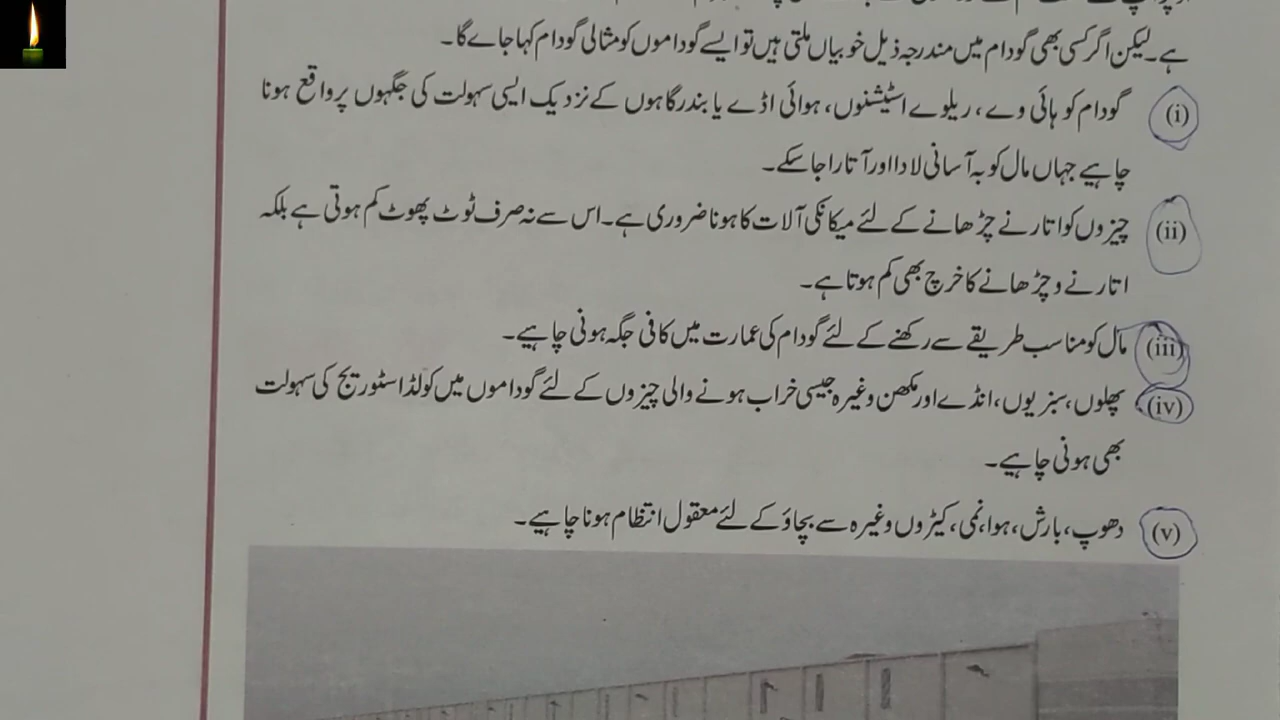 ہے۔لیکن اگر کسی بھی گودام میں مندرجہ ذیل خوبیاں ملتی ہیں تو ایسے گوداموں کو مثالی گودام کہا جاے گا۔
(i) گودام کو ہائی وے، ریلوے اسٹیشنوں، ہوائی اڈے یا بندرگاہوں کے نزدیک ایسی سہولت کی جگہوں پر واقع ہونا
چاہیے جہاں مال کو بہ آسانی لادا اور آتارا جا سکے۔
(ii) چیزوں کو اتارنے چڑھانے کے لئے میکانکی آلات کا ہونا ضروری ہے۔اس سے نہ صرف ٹوٹ پھوٹ کم ہوتی ہے بلکہ
اتارنے و چڑھانے کا خرچ بھی کم ہوتا ہے۔
(iii) مال کو مناسب طریقے سے رکھنے کے لئے گودام کی عمارت میں کافی جگہ ہونی چاہیے۔
(iv) پھلوں،سبزیوں،انڈے اور مکھن وغیرہ جیسی خراب ہونے والی چیزوں کے لئے گوداموں میں کولڈ اسٹوریج کی سہولت
بھی ہونی چاہیے۔
(v) دھوپ،بارش،ہوا،نمی،کیڑوں وغیرہ سے بچاؤ کے لئے معقول انتظام ہونا چاہیے۔